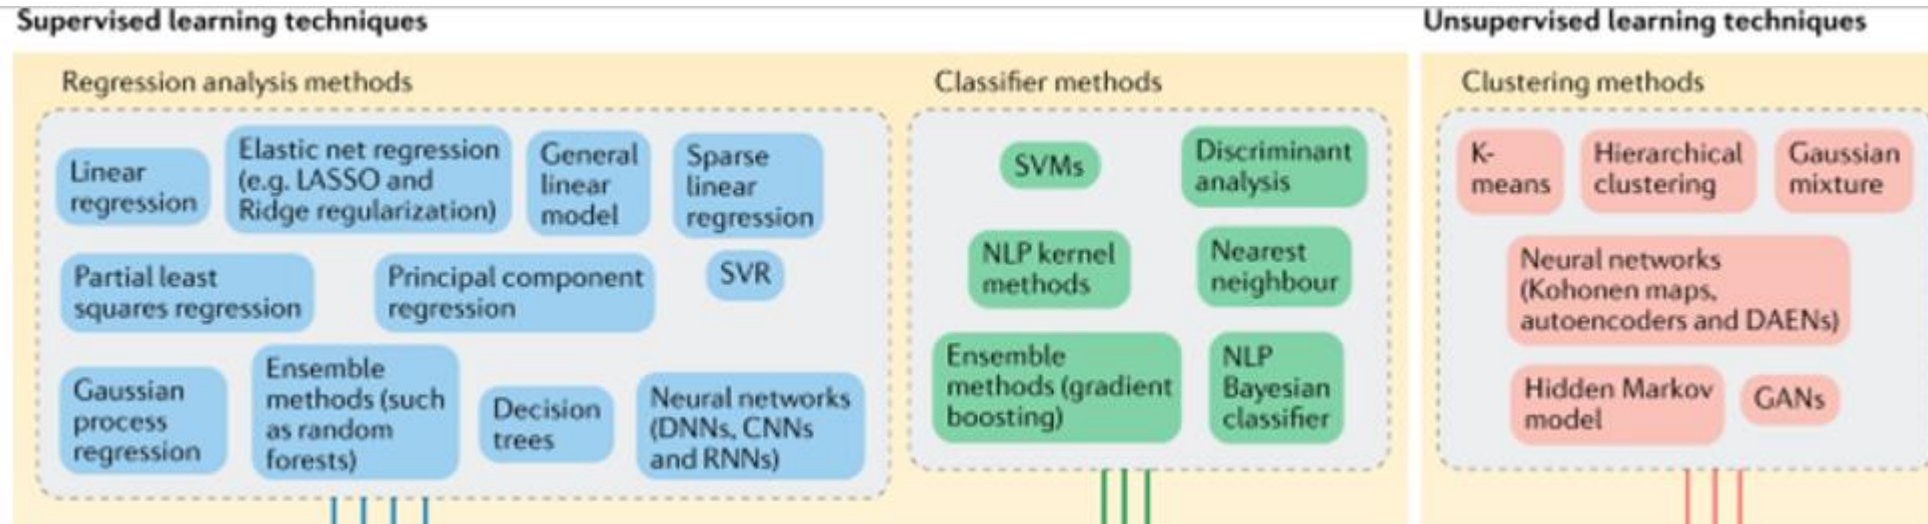 Supervised learning techniques
Regression analysis methods
Linear
regression
Elastic net regression
(e.g. LASSO and
Ridge regularization)
General
linear
model
Sparse
linear
regression
Partial least
squares regression
Principal component
regression
SVR
Gaussian
process
regression
Ensemble
methods (such
as random
forests)
Decision
trees
Neural networks
(DNNs, CNNs
and RNNs)
Classifier methods
SVMs
Discriminant
analysis
NLP kernel
methods
Nearest
neighbour
Ensemble
methods (gradient
boosting)
NLP
Bayesian
classifier
Unsupervised learning techniques
Clustering methods
K-
means
Hierarchical
clustering
Gaussian
mixture
Neural networks
(Kohonen maps,
autoencoders and DAENs)
Hidden Markov
model
GANs